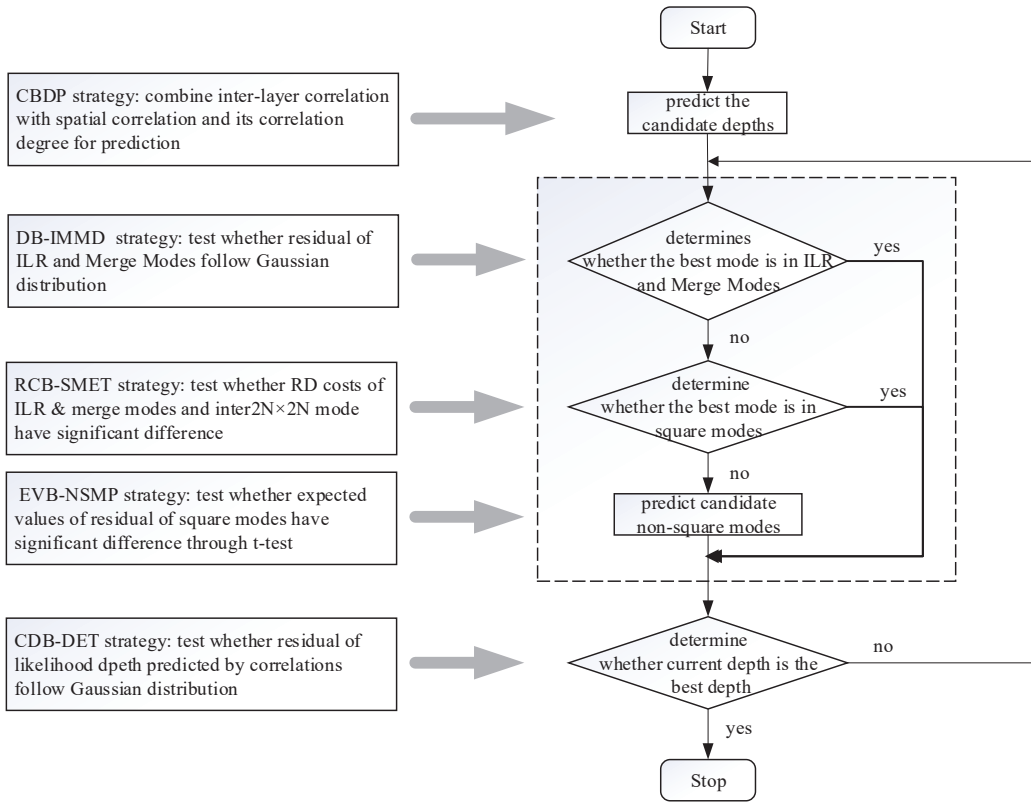 Start
CBDP strategy: combine inter-layer correlation
with spatial correlation and its correlation
degree for prediction
predict the
candidate depths
DB-IMMD strategy: test whether residual of
ILR and Merge Modes follow Gaussian
distribution
determines
whether the best mode is in ILR
and Merge Modes
yes
no
RCB-SMET strategy: test whether RD costs of
ILR & merge modes and inter2N×2N mode
have significant difference
determine
whether the best mode is in
square modes
yes
no
EVB-NSMP strategy: test whether expected
values of residual of square modes have
significant difference through t-test
predict candidate
non-square modes
CDB-DET strategy: test whether residual of
likelihood dpeth predicted by correlations
follow Gaussian distribution
determine
whether current depth is the
best depth
no
yes
Stop